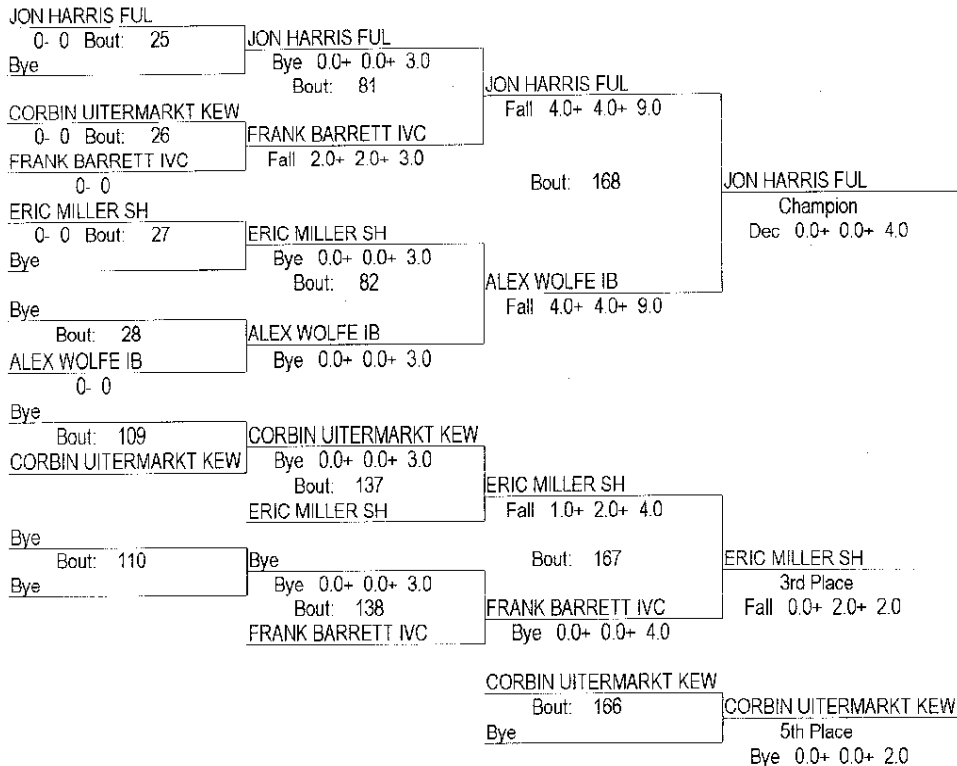 JON HARRIS FUL
0- 0 Bout: 25
Bye
JON HARRIS FUL
Bye 0.0+ 0.0+ 3.0
Bout: 81
CORBIN UITERMARKT KEW
0- 0 Bout: 26
FRANK BARRETT IVC
0- 0
FRANK BARRETT IVC
Fall 2.0+ 2.0+ 3.0
JON HARRIS FUL
Fall 4.0+ 4.0+ 9.0
Bout: 168
ERIC MILLER SH
0- 0 Bout: 27
Bye
ERIC MILLER SH
Bye 0.0+ 0.0+ 3.0
Bout: 82
Bye
Bout: 28
ALEX WOLFE IB
0- 0
ALEX WOLFE IB
Bye 0.0+ 0.0+ 3.0
ALEX WOLFE IB
Fall 4.0+ 4.0+ 9.0
JON HARRIS FUL
Champion
Dec 0.0+ 0.0+ 4.0
Bye
Bout: 109
CORBIN UITERMARKT KEW
CORBIN UITERMARKT KEW
Bye 0.0+ 0.0+ 3.0
Bout: 137
ERIC MILLER SH
ERIC MILLER SH
Fall 1.0+ 2.0+ 4.0
Bout: 167
Bye
Bout: 110
Bye
Bye
Bye 0.0+ 0.0+ 3.0
Bout: 138
FRANK BARRETT IVC
FRANK BARRETT IVC
Bye 0.0+ 0.0+ 4.0
ERIC MILLER SH
3rd Place
Fall 0.0+ 2.0+ 2.0
CORBIN UITERMARKT KEW
Bout: 166
Bye
CORBIN UITERMARKT KEW
5th Place
Bye 0.0+ 0.0+ 2.0